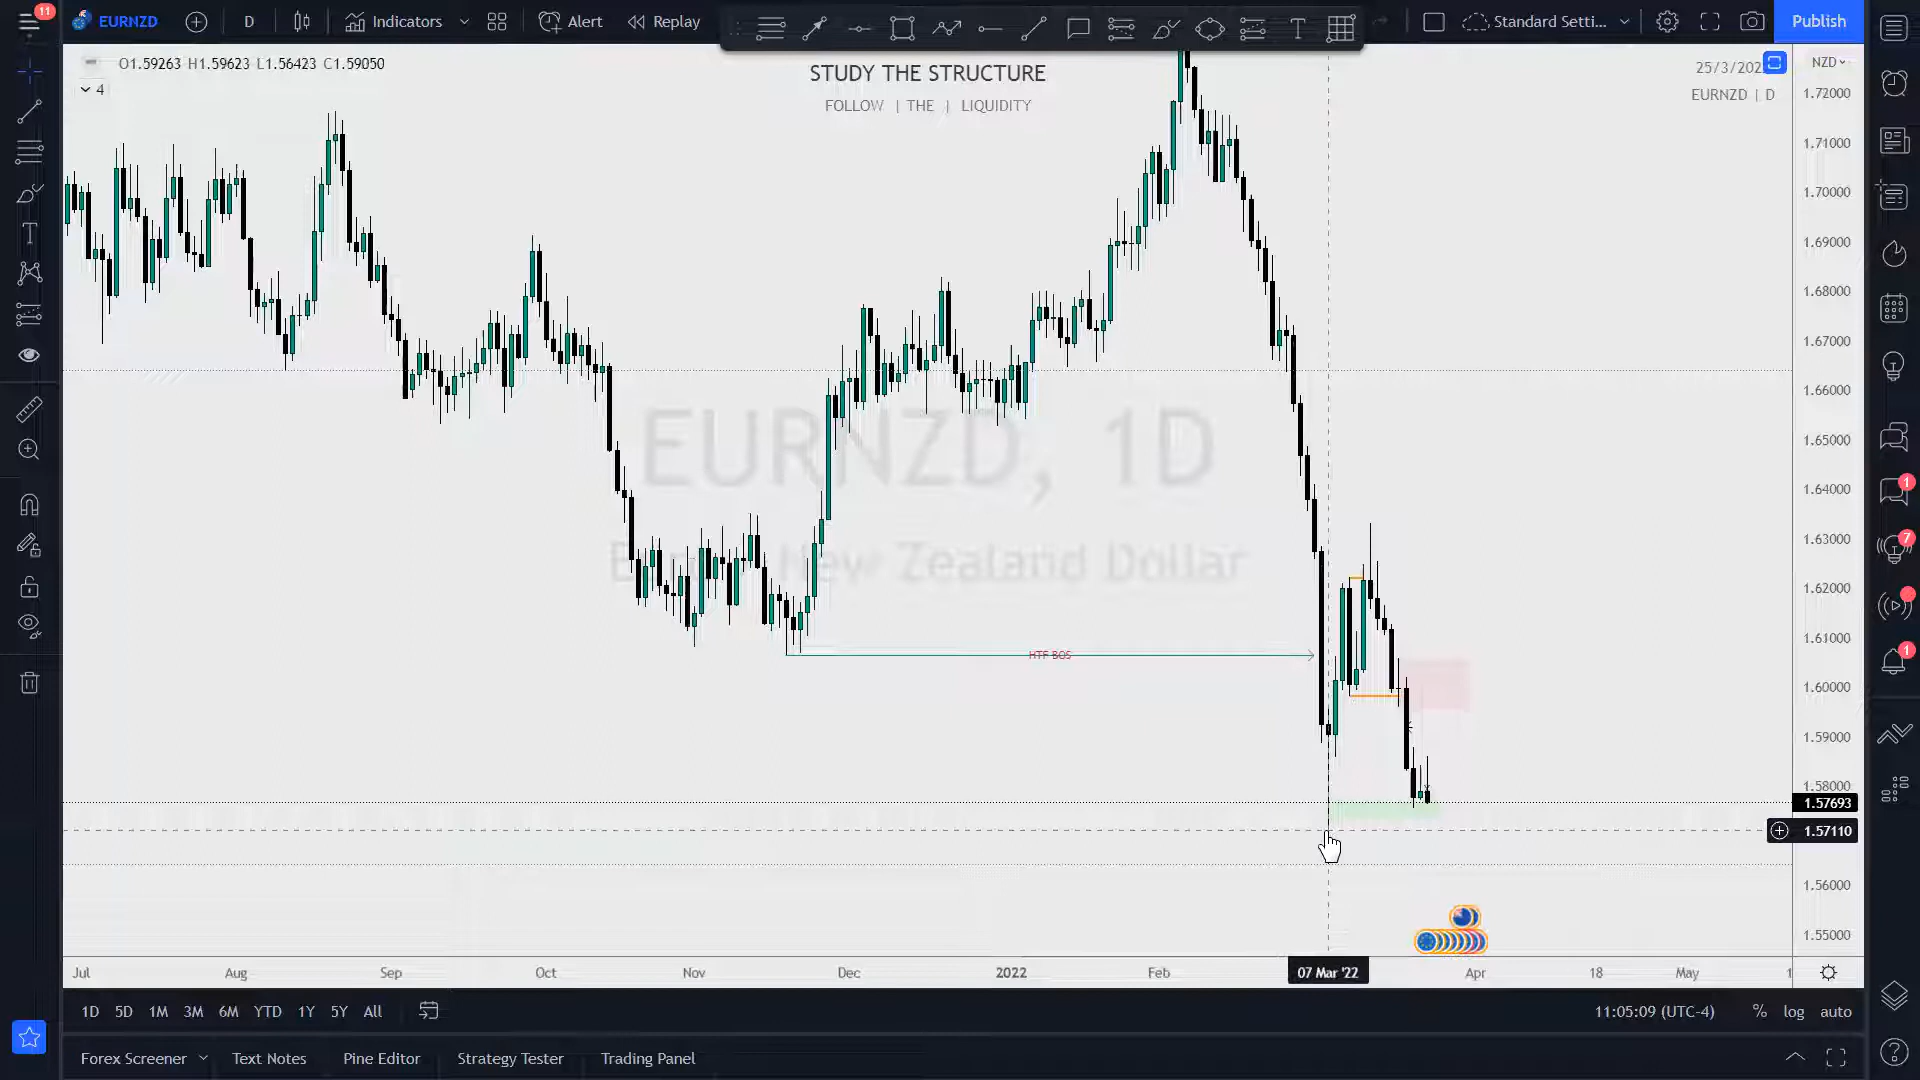 11
EURNZD
D
Indicators
Alert
Replay
Standard Setti...
Publish
O1.59263 H1.59623 L1.56423 C1.59050
4
STUDY THE STRUCTURE
FOLLOW | THE | LIQUIDITY
25/3/202
EURNZD | D
NZD
1.72000
1.71000
1.70000
1.69000
1.68000
1.67000
1.66000
1.65000
1.64000
1.63000
1.62000
1.61000
1.60000
1.59000
1.58000
1.57693
1.57110
1.56000
1.55000
EURNZD, 1D
New Zealand Dollar
HTF BOS
1
7
1
Jul
Aug
Sep
Oct
Nov
Dec
2022
Feb
07 Mar '22
Apr
18
May
1D 5D 1M 3M 6M YTD 1Y 5Y All
11:05:09 (UTC-4)
% log auto
Forex Screener
Text Notes
Pine Editor
Strategy Tester
Trading Panel